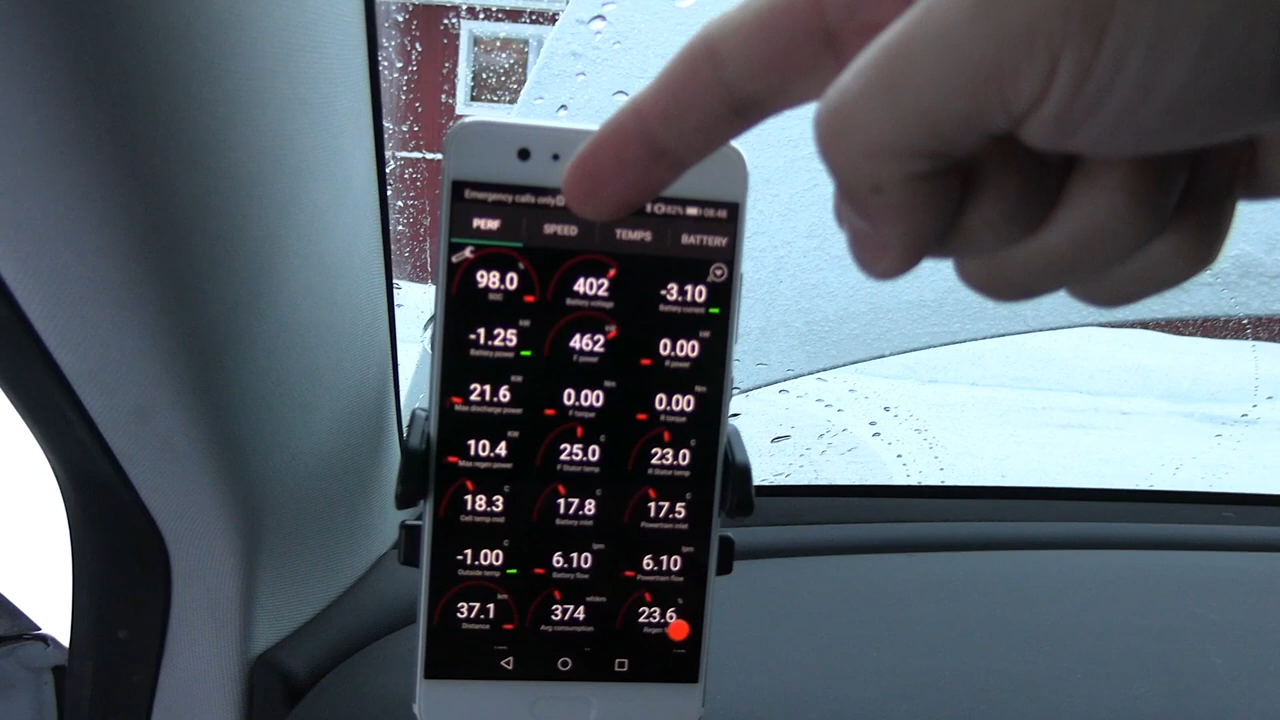 Emergency calls only
82% 08:48
PERF SPEED TEMPS BATTERY
98.0 402 -3.10
SOC Battery voltage Battery current
kW kW
-1.25 462 0.00
Battery power F power R power
KW Nm Nm
21.6 0.00 0.00
Max discharge power F torque R torque
KW C C
10.4 25.0 23.0
Max regen power F Stator temp R Stator temp
C C C
18.3 17.8 17.5
Cell temp mid Battery inlet Powertrain inlet
C lpm lpm
-1.00 6.10 6.10
Outside temp Battery flow Powertrain flow
km wh/km %
37.1 374 23.6
Distance Avg consumption Regen %